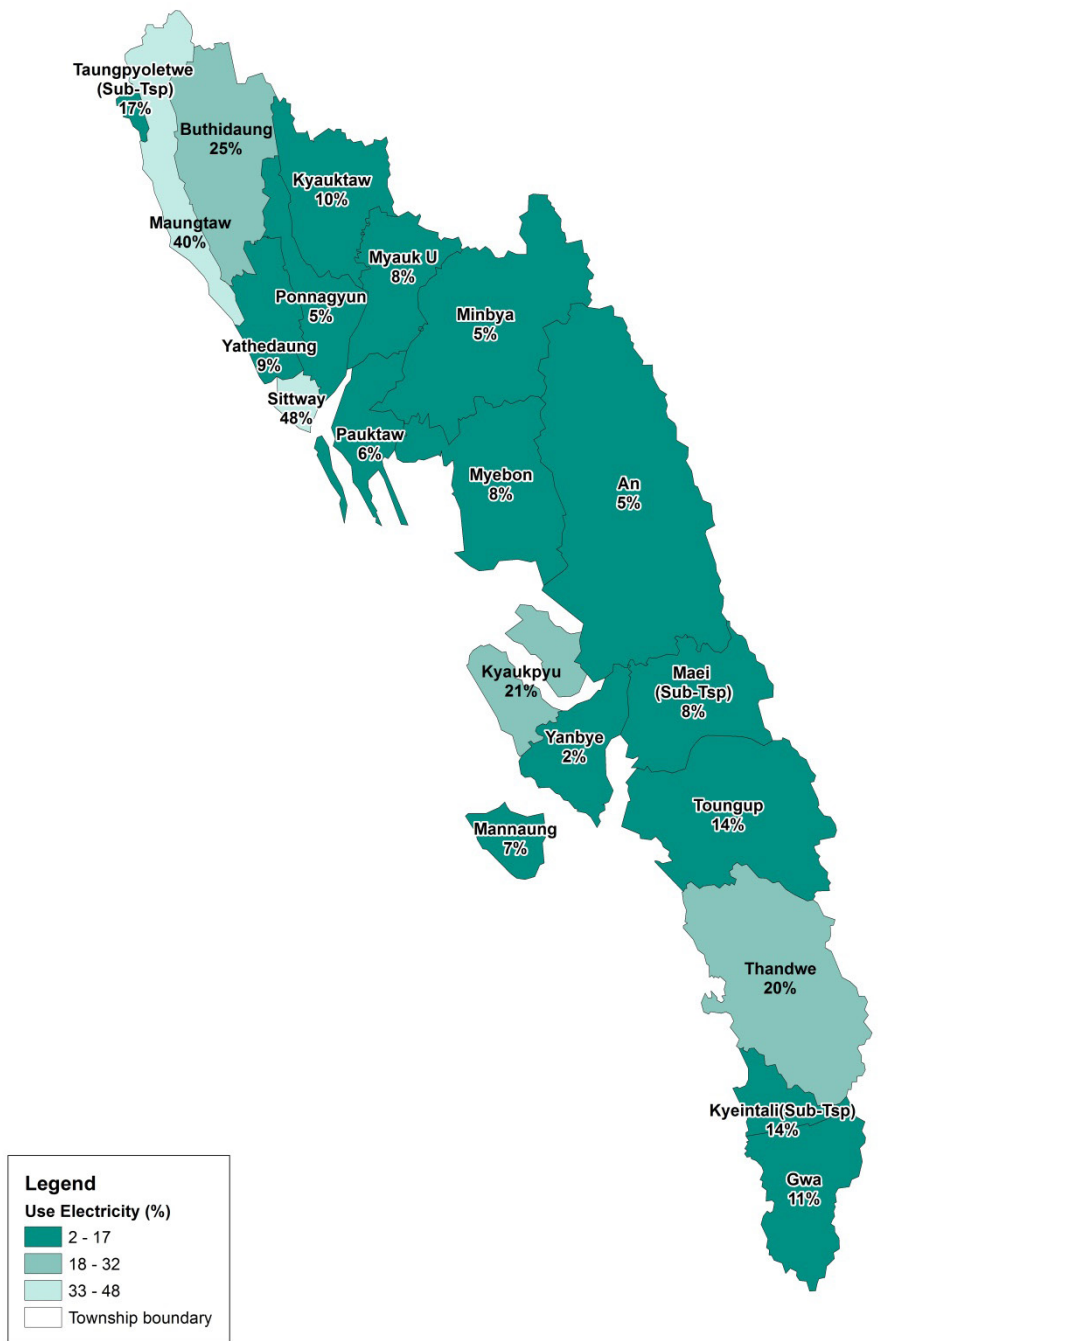 Taungpyoletwe
(Sub-Tsp)
17%
Buthidaung
25%
Kyauktaw
10%
Maungtaw
40%
Myauk U
8%
Ponnagyun
5%
Minbya
5%
Yathedaung
9%
Sittway
48%
Pauktaw
6%
Myebon
8%
An
5%
Kyaukpyu
21%
Maei
(Sub-Tsp)
8%
Yanbye
2%
Toungup
14%
Mannaung
7%
Thandwe
20%
Kyeintali(Sub-Tsp)
14%
Gwa
11%
Legend
Use Electricity (%)
2 - 17
18 - 32
33 - 48
Township boundary